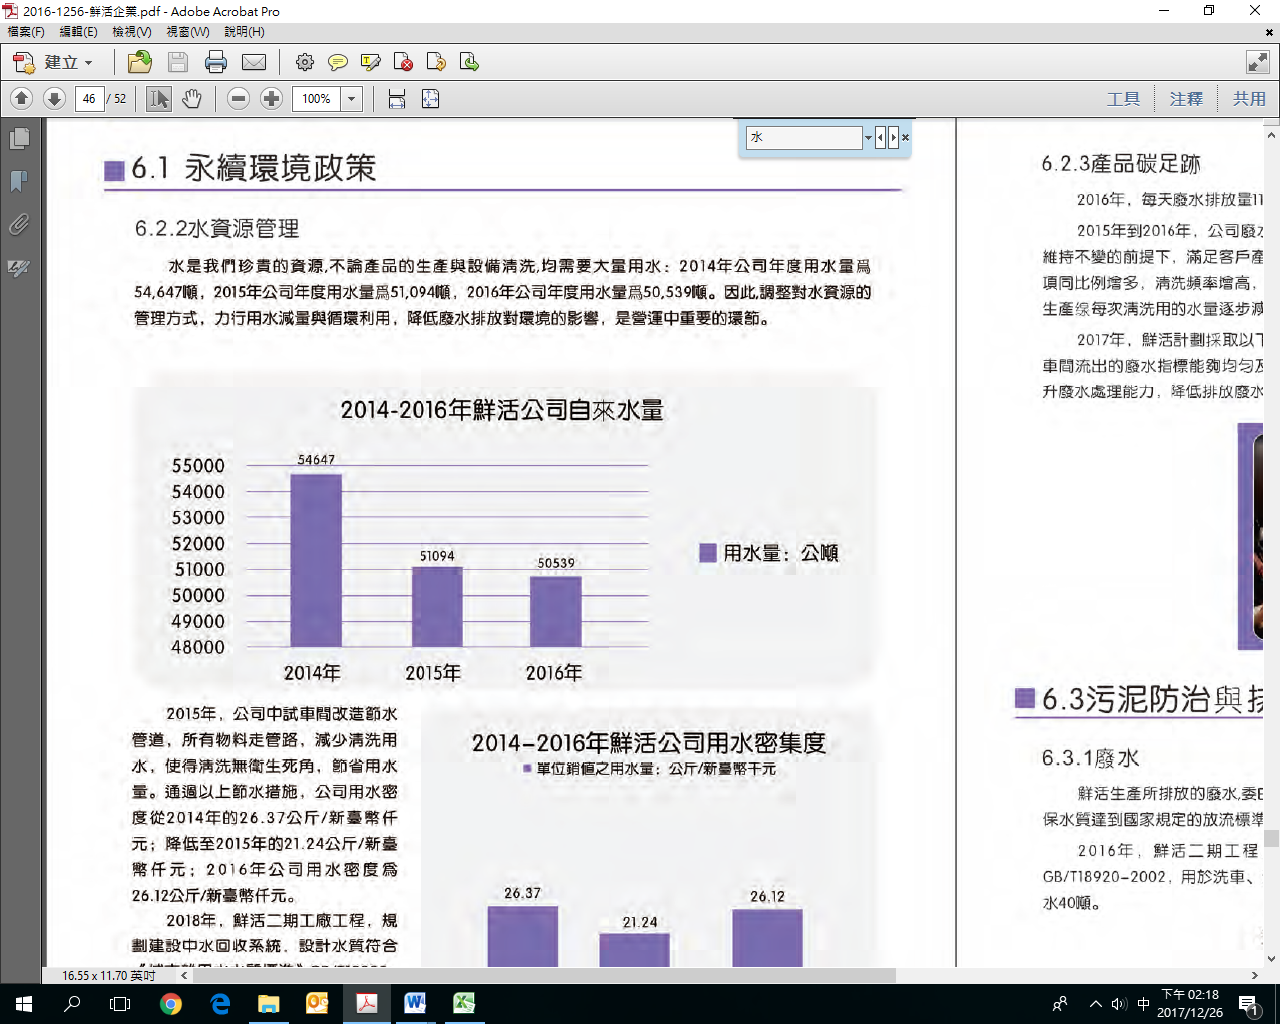 2016-1256-鮮活企業.pdf - Adobe Acrobat Pro
檔案(F) 編輯(E) 檢視(V) 視窗(W) 說明(H)
建立
46 / 52 100% 工具 注釋 共用
水
6.1 永續環境政策
6.2.2水資源管理
水是我們珍貴的資源,不論產品的生產與設備清洗,均需要大量用水：2014年公司年度用水量爲
54,647噸，2015年公司年度用水量爲51,094噸，2016年公司年度用水量爲50,539噸。因此,調整對水資源的
管理方式，力行用水減量與循環利用，降低廢水排放對環境的影響，是營運中重要的環節。
2014-2016年鮮活公司自來水量
55000
54000
53000
52000
51000
50000
49000
48000
54647
51094
50539
2014年 2015年 2016年
用水量：公噸
2015年，公司中試車間改造節水
管道，所有物料走管路，減少清洗用
水，使得清洗無衛生死角，節省用水
量。通過以上節水措施，公司用水密
度從2014年的26.37公斤/新臺幣仟
元；降低至2015年的21.24公斤/新臺
幣仟元；2016年公司用水密度爲
26.12公斤/新臺幣仟元。
2018年，鮮活二期工廠工程，規
劃建設中水回收系統，設計水質符合
2014-2016年鮮活公司用水密集度
單位銷值之用水量：公斤/新臺幣千元
26.37
21.24
26.12
6.2.3產品碳足跡
2016年，每天廢水排放量11
2015年到2016年，公司廢水
維持不變的前提下，滿足客戶產
項同比例增多，清洗頻率增高，
生產線每次清洗用的水量逐步減
2017年，鮮活計劃採取以下
車間流出的廢水指標能夠均勻及
升廢水處理能力，降低排放廢水
6.3污泥防治與排
6.3.1廢水
鮮活生產所排放的廢水,委
保水質達到國家規定的放流標準
2016年，鮮活二期工程
GB/T18920-2002，用於洗車、
水40噸。
16.55 x 11.70 英吋
中
下午 02:18
2017/12/26
1